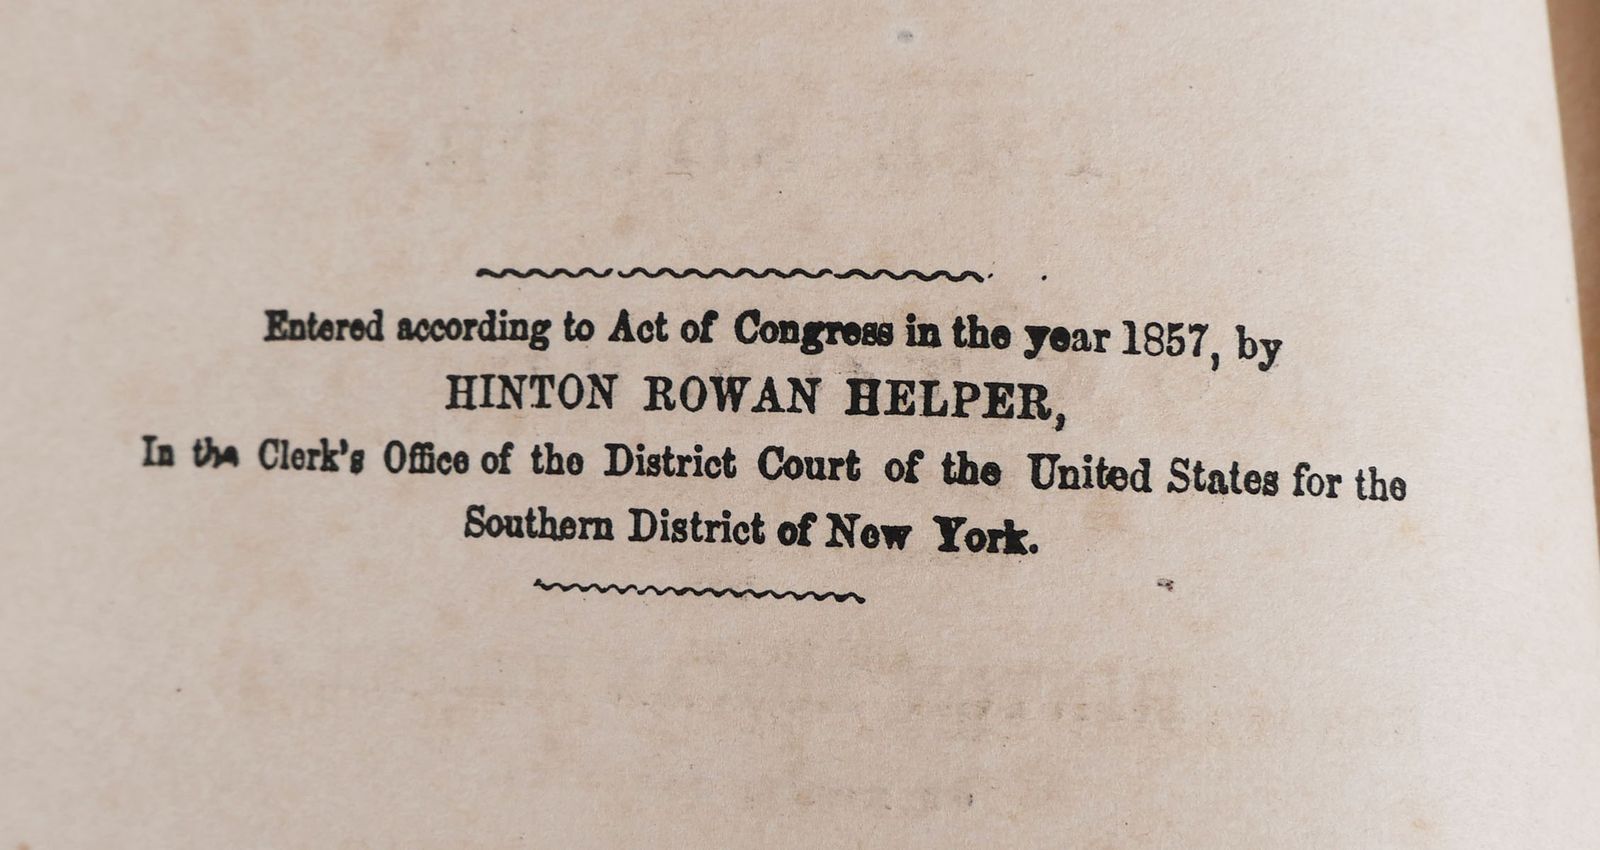 Entered according to Act of Congress in the year 1857, by
HINTON ROWAN HELPER,
In the Clerk's Office of the District Court of the United States for the
Southern District of New York.